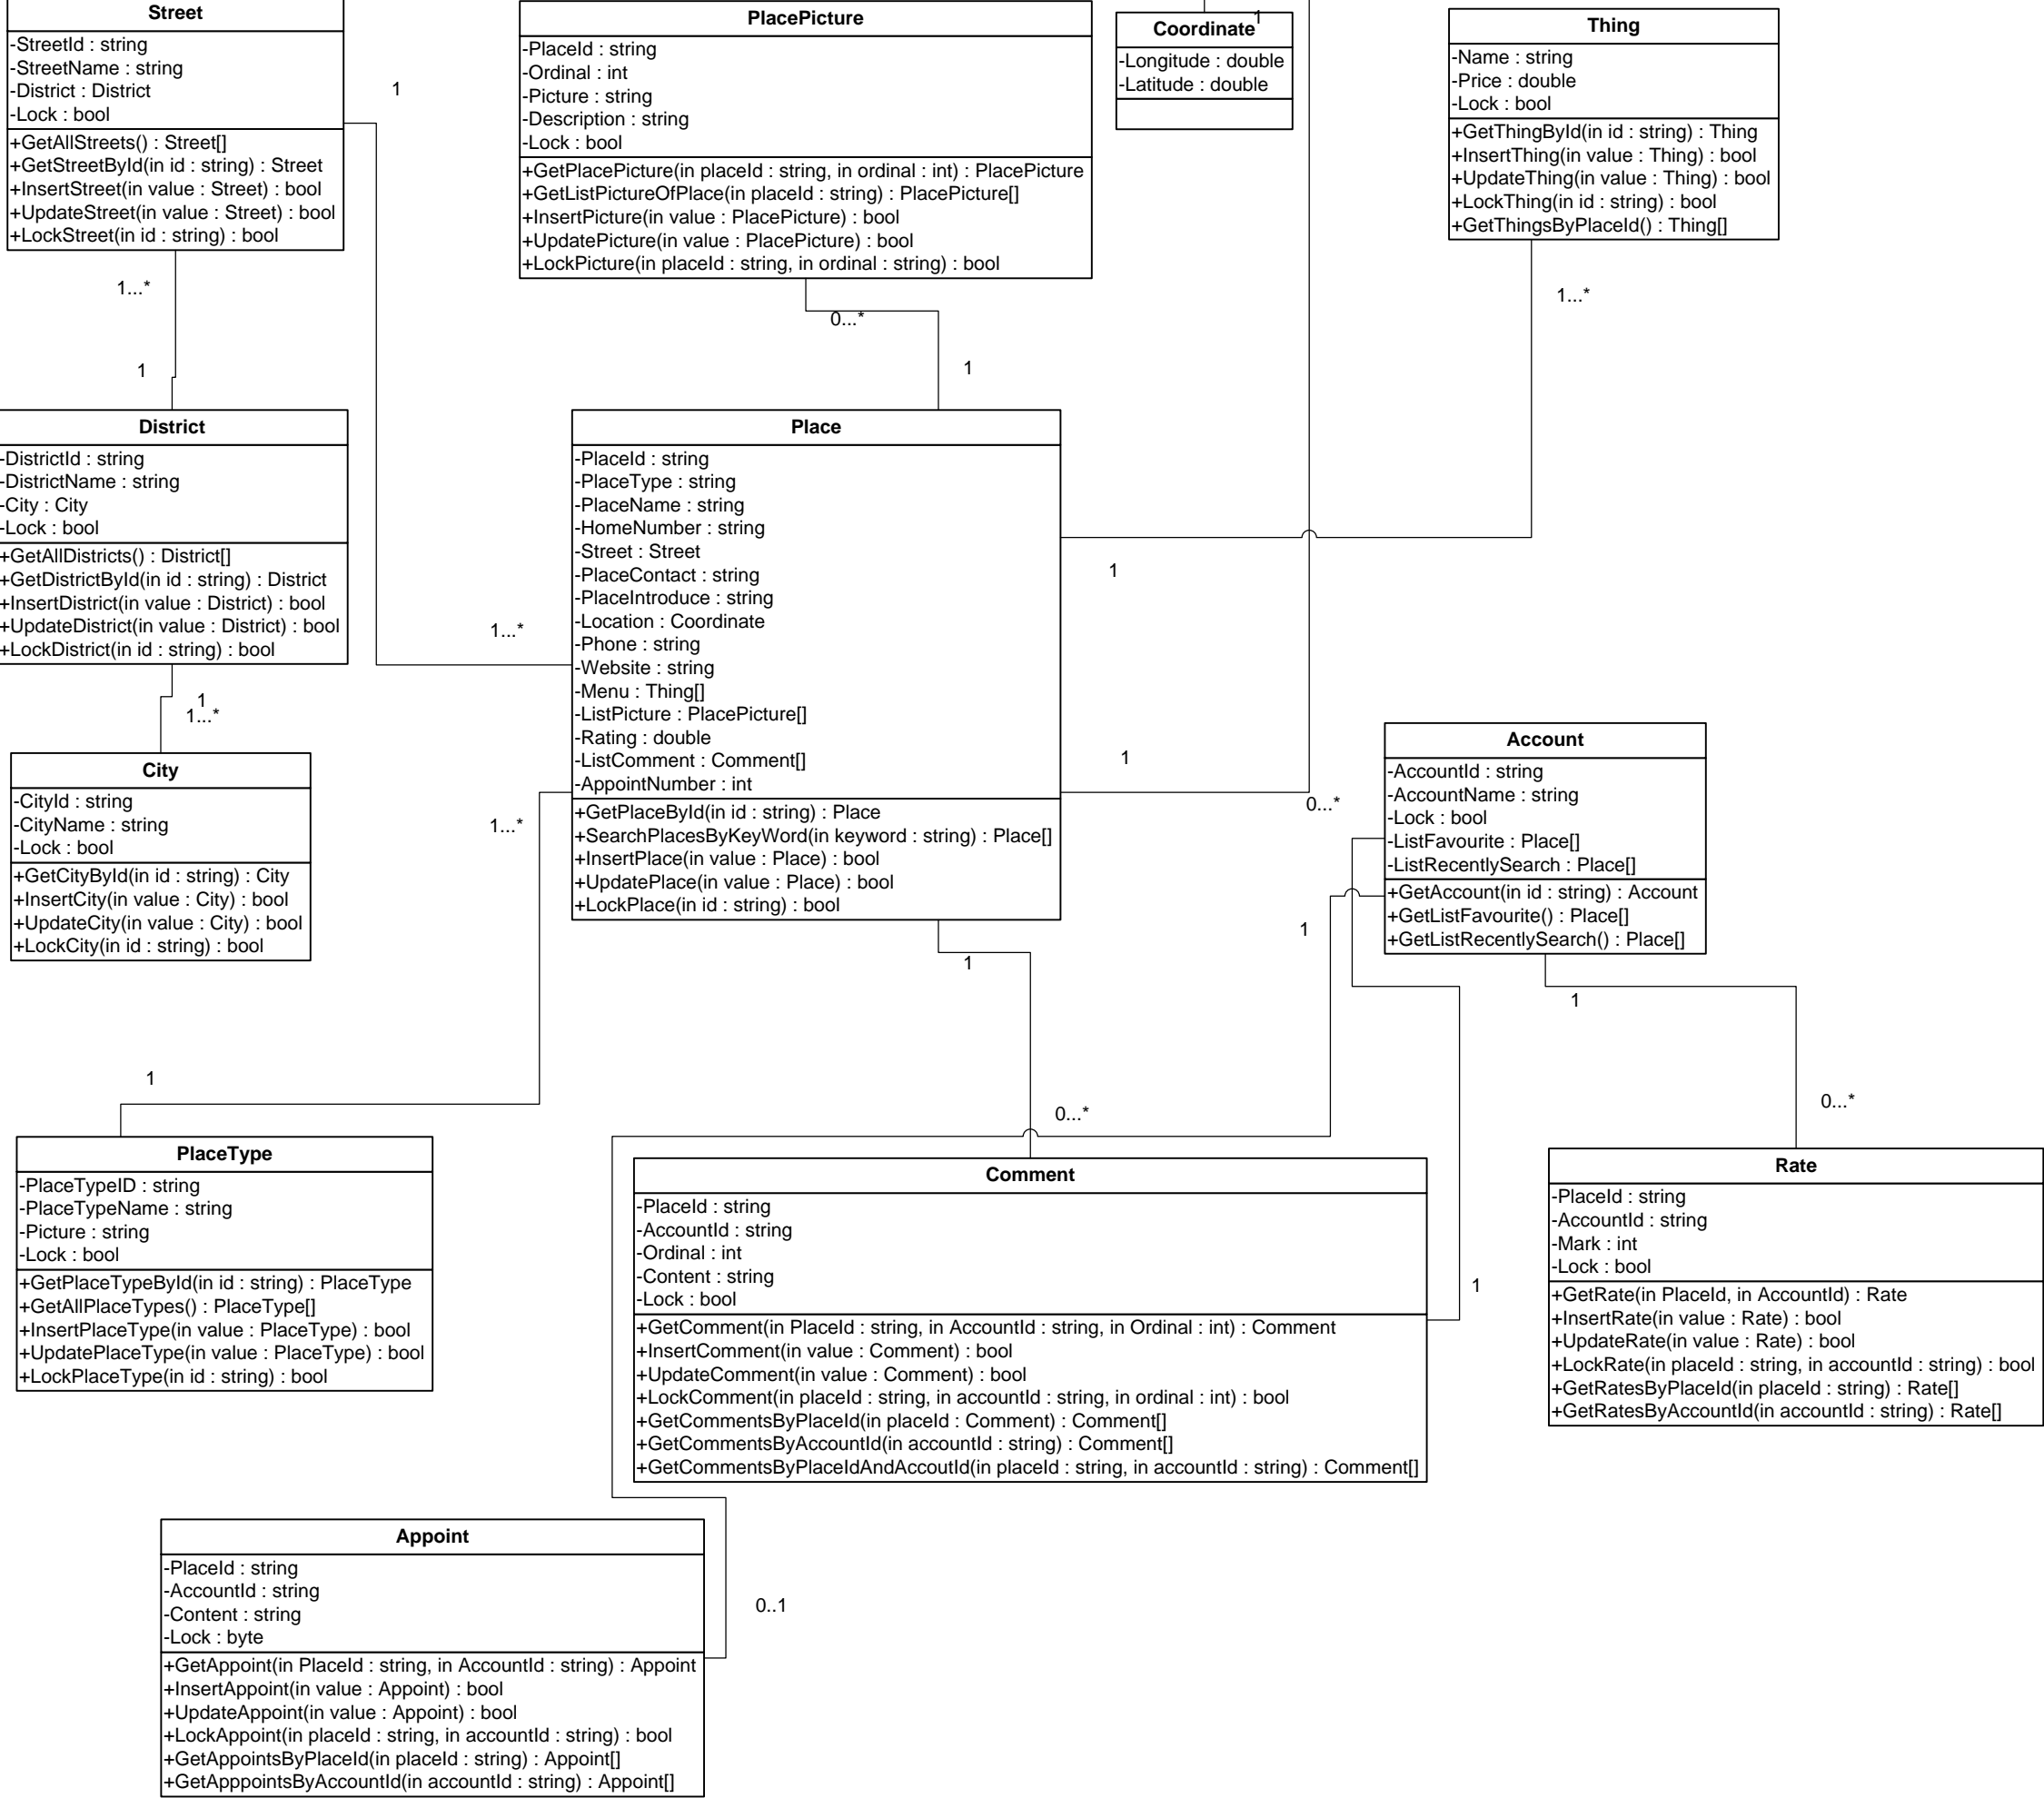 Street
-StreetId : string
-StreetName : string
-District : District
-Lock : bool
+GetAllStreets() : Street[]
+GetStreetById(in id : string) : Street
+InsertStreet(in value : Street) : bool
+UpdateStreet(in value : Street) : bool
+LockStreet(in id : string) : bool
1
PlacePicture
-PlaceId : string
-Ordinal : int
-Picture : string
-Description : string
-Lock : bool
+GetPlacePicture(in placeId : string, in ordinal : int) : PlacePicture
+GetListPictureOfPlace(in placeId : string) : PlacePicture[]
+InsertPicture(in value : PlacePicture) : bool
+UpdatePicture(in value : PlacePicture) : bool
+LockPicture(in placeId : string, in ordinal : string) : bool
1
Coordinate
-Longitude : double
-Latitude : double
Thing
-Name : string
-Price : double
-Lock : bool
+GetThingById(in id : string) : Thing
+InsertThing(in value : Thing) : bool
+UpdateThing(in value : Thing) : bool
+LockThing(in id : string) : bool
+GetThingsByPlaceId() : Thing[]
1...*
0...*
1...*
1
1
District
-DistrictId : string
-DistrictName : string
-City : City
-Lock : bool
+GetAllDistricts() : District[]
+GetDistrictById(in id : string) : District
+InsertDistrict(in value : District) : bool
+UpdateDistrict(in value : District) : bool
+LockDistrict(in id : string) : bool
1...*
Place
-PlaceId : string
-PlaceType : string
-PlaceName : string
-HomeNumber : string
-Street : Street
-PlaceContact : string
-PlaceIntroduce : string
-Location : Coordinate
-Phone : string
-Website : string
-Menu : Thing[]
-ListPicture : PlacePicture[]
-Rating : double
-ListComment : Comment[]
-AppointNumber : int
+GetPlaceById(in id : string) : Place
+SearchPlacesByKeyWord(in keyword : string) : Place[]
+InsertPlace(in value : Place) : bool
+UpdatePlace(in value : Place) : bool
+LockPlace(in id : string) : bool
1
1
0...*
1
1...*
City
-CityId : string
-CityName : string
-Lock : bool
+GetCityById(in id : string) : City
+InsertCity(in value : City) : bool
+UpdateCity(in value : City) : bool
+LockCity(in id : string) : bool
1...*
Account
-AccountId : string
-AccountName : string
-Lock : bool
-ListFavourite : Place[]
-ListRecentlySearch : Place[]
+GetAccount(in id : string) : Account
+GetListFavourite() : Place[]
+GetListRecentlySearch() : Place[]
1
1
1
1
0...*
0...*
PlaceType
-PlaceTypeID : string
-PlaceTypeName : string
-Picture : string
-Lock : bool
+GetPlaceTypeById(in id : string) : PlaceType
+GetAllPlaceTypes() : PlaceType[]
+InsertPlaceType(in value : PlaceType) : bool
+UpdatePlaceType(in value : PlaceType) : bool
+LockPlaceType(in id : string) : bool
Comment
-PlaceId : string
-AccountId : string
-Ordinal : int
-Content : string
-Lock : bool
+GetComment(in PlaceId : string, in AccountId : string, in Ordinal : int) : Comment
+InsertComment(in value : Comment) : bool
+UpdateComment(in value : Comment) : bool
+LockComment(in placeId : string, in accountId : string, in ordinal : int) : bool
+GetCommentsByPlaceId(in placeId : Comment) : Comment[]
+GetCommentsByAccountId(in accountId : string) : Comment[]
+GetCommentsByPlaceIdAndAccoutId(in placeId : string, in accountId : string) : Comment[]
1
Rate
-PlaceId : string
-AccountId : string
-Mark : int
-Lock : bool
+GetRate(in PlaceId, in AccountId) : Rate
+InsertRate(in value : Rate) : bool
+UpdateRate(in value : Rate) : bool
+LockRate(in placeId : string, in accountId : string) : bool
+GetRatesByPlaceId(in placeId : string) : Rate[]
+GetRatesByAccountId(in accountId : string) : Rate[]
Appoint
-PlaceId : string
-AccountId : string
-Content : string
-Lock : byte
+GetAppoint(in PlaceId : string, in AccountId : string) : Appoint
+InsertAppoint(in value : Appoint) : bool
+UpdateAppoint(in value : Appoint) : bool
+LockAppoint(in placeId : string, in accountId : string) : bool
+GetAppointsByPlaceId(in placeId : string) : Appoint[]
+GetApppointsByAccountId(in accountId : string) : Appoint[]
0..1